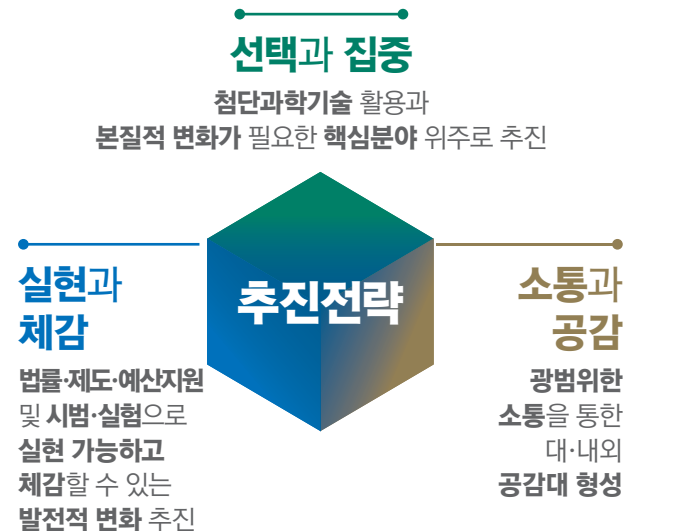 선택과 집중
첨단과학기술 활용과
본질적 변화가 필요한 핵심분야 위주로 추진
추진전략
실현과
체감
법률·제도·예산지원
및 시범·실험으로
실현 가능하고
체감할 수 있는
발전적 변화 추진
소통과
공감
광범위한
소통을 통한
대·내외
공감대 형성